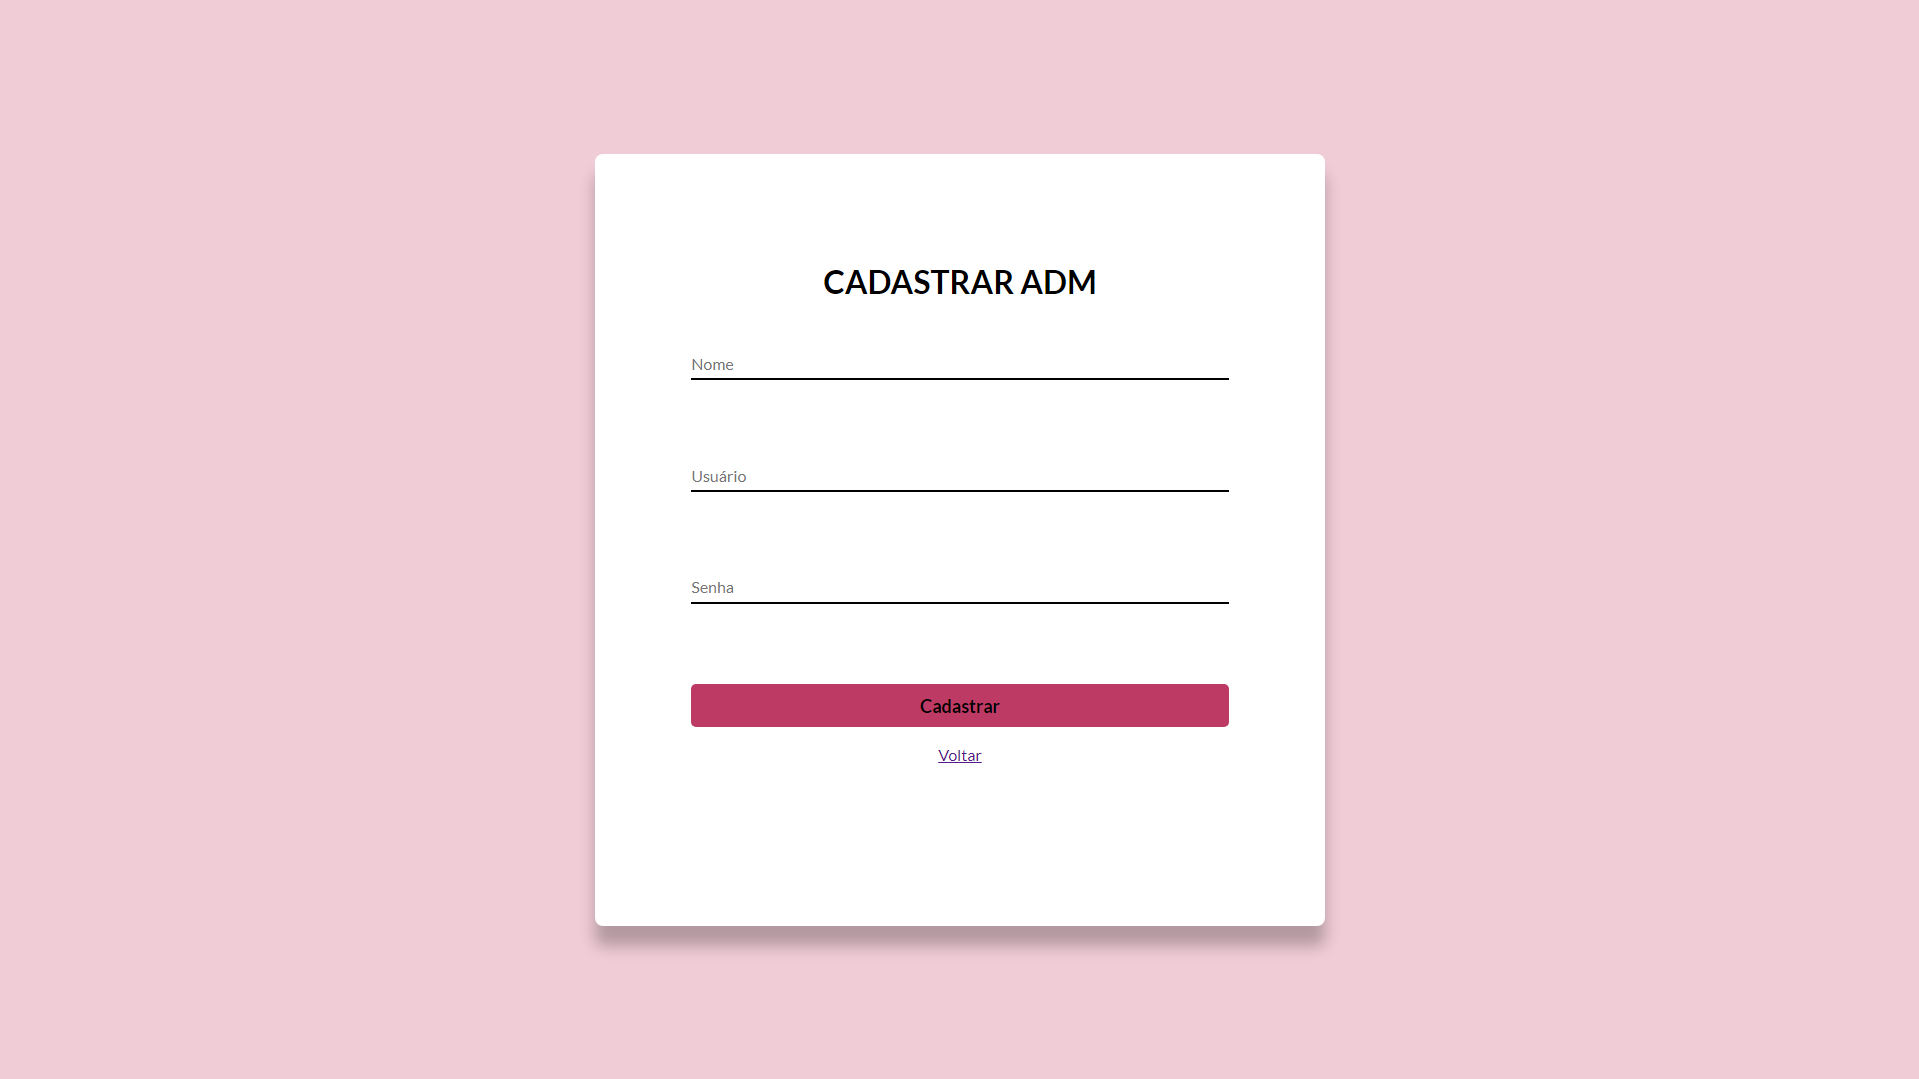 CADASTRAR ADM
Nome
Usuário
Senha
Cadastrar
Voltar